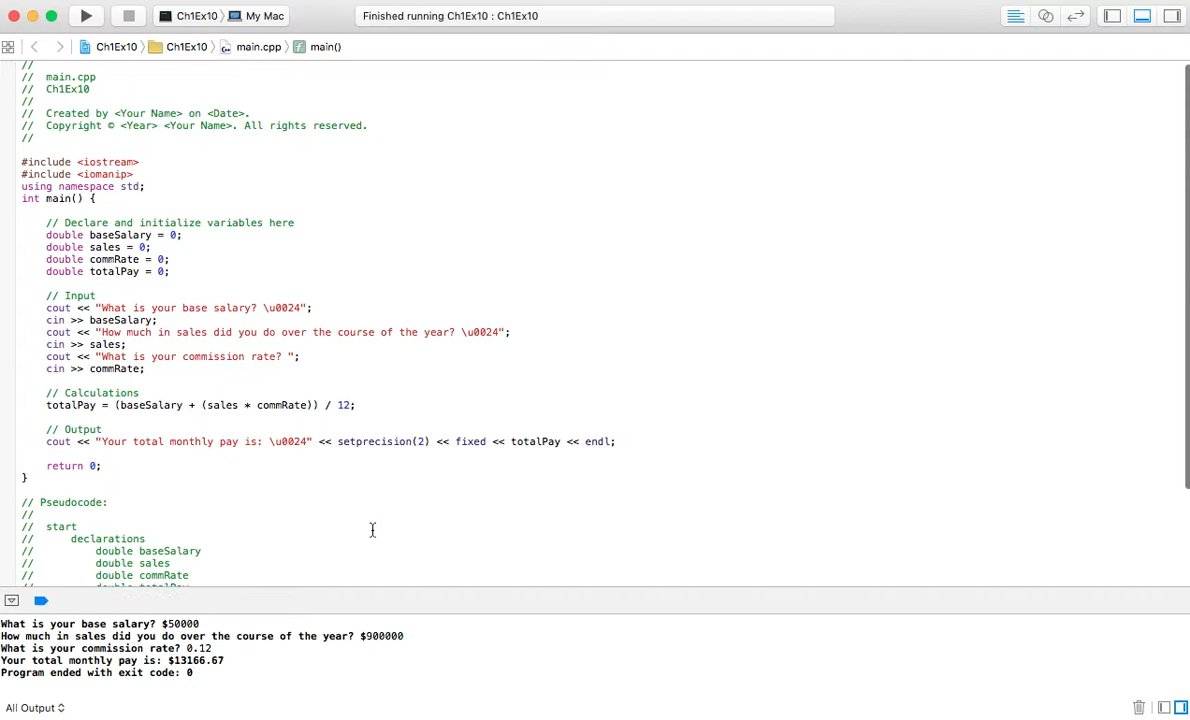 Ch1Ex10 My Mac Finished running Ch1Ex10 : Ch1Ex10
Ch1Ex10 Ch1Ex10 main.cpp main()
//
//  main.cpp
//  Ch1Ex10
//
//  Created by <Your Name> on <Date>.
//  Copyright © <Year> <Your Name>. All rights reserved.
//
#include <iostream>
#include <iomanip>
using namespace std;
int main() {
    // Declare and initialize variables here
    double baseSalary = 0;
    double sales = 0;
    double commRate = 0;
    double totalPay = 0;
    // Input
    cout << "What is your base salary? \u0024";
    cin >> baseSalary;
    cout << "How much in sales did you do over the course of the year? \u0024";
    cin >> sales;
    cout << "What is your commission rate? ";
    cin >> commRate;
    // Calculations
    totalPay = (baseSalary + (sales * commRate)) / 12;
    // Output
    cout << "Your total monthly pay is: \u0024" << setprecision(2) << fixed << totalPay << endl;
    return 0;
}
// Pseudocode:
//
//  start
//      declarations
//          double baseSalary
//          double sales
//          double commRate
//          double totalPay
What is your base salary? $50000
How much in sales did you do over the course of the year? $900000
What is your commission rate? 0.12
Your total monthly pay is: $13166.67
Program ended with exit code: 0
All Output